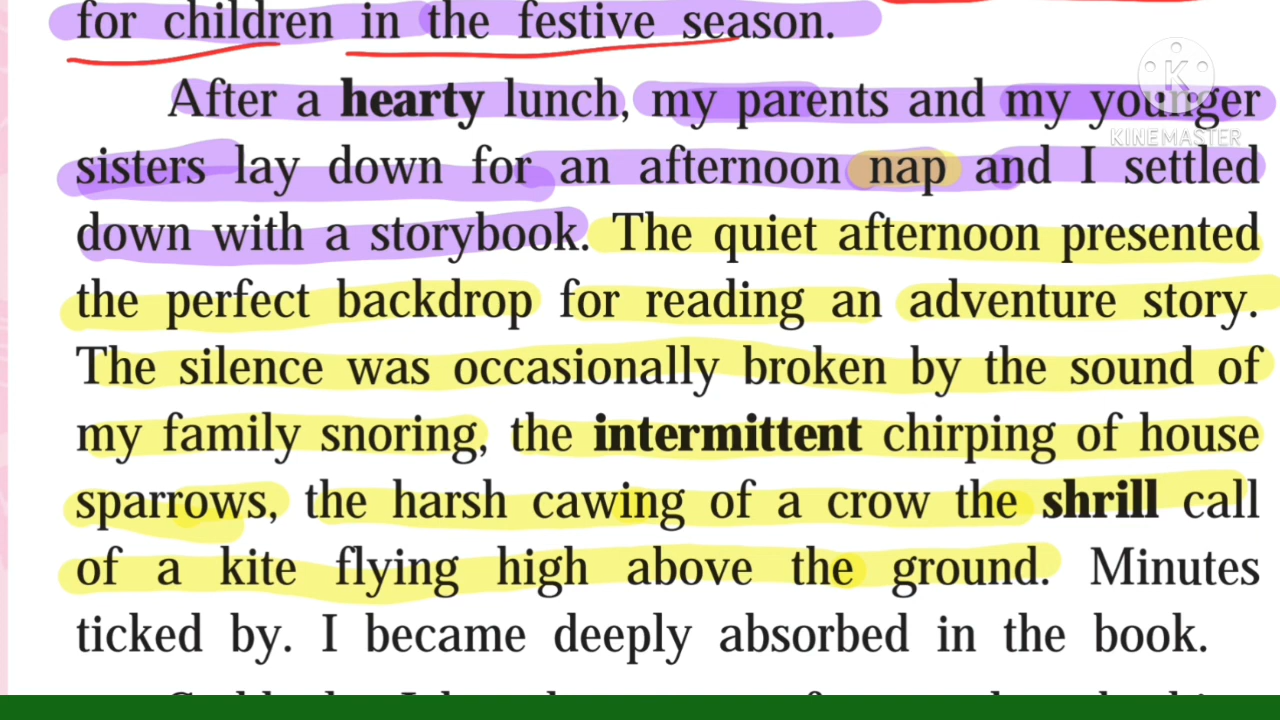 for children in the festive season.
After a hearty lunch, my parents and my younger
sisters lay down for an afternoon nap and I settled
down with a storybook. The quiet afternoon presented
the perfect backdrop for reading an adventure story.
The silence was occasionally broken by the sound of
my family snoring, the intermittent chirping of house
sparrows, the harsh cawing of a crow the shrill call
of a kite flying high above the ground. Minutes
ticked by. I became deeply absorbed in the book.
K
KINEMASTER